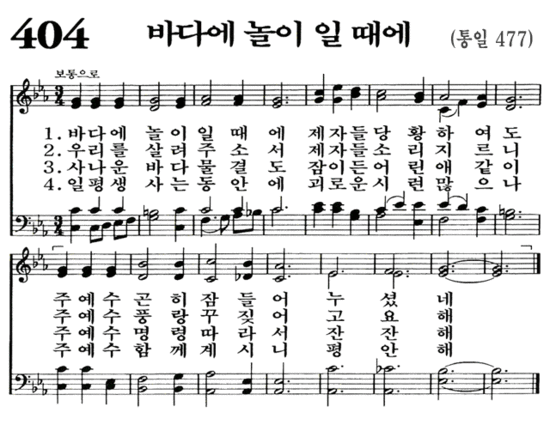 404 바다에 놀이 일 때에 (통일 477)
보통으로
1. 바다에 놀이일 때에 제자들당황하여도
2. 우리를 살려주소서 제자들소리지르니
3. 사나운 바다물결도 잠이든어린애같이
4. 일평생 사는동안에 괴로운시련많으나
주예수 곤히잠들어 누셨네
주예수 풍랑꾸짖어 고요해
주예수 명령따라서 잔잔해
주예수 함께계시니 평안해